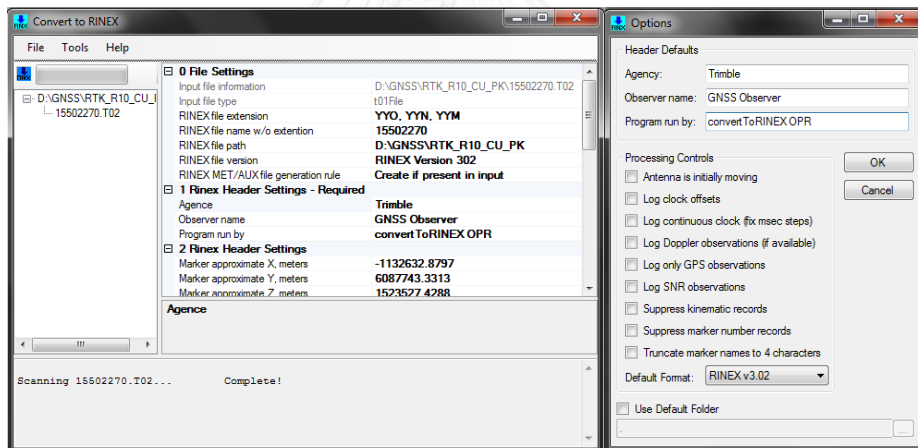 Convert to RINEX
File Tools Help
D:\GNSS\RTK_R10_CU_I
15502270.T02
0 File Settings
Input file information D:\GNSS\RTK_R10_CU_PK\15502270.T02
Input file type t01File
RINEX file extension YYO, YYN, YYM
RINEX file name w/o extention 15502270
RINEX file path D:\GNSS\RTK_R10_CU_PK
RINEX file version RINEX Version 302
RINEX MET/AUX file generation rule Create if present in input
1 Rinex Header Settings - Required
Agence Trimble
Observer name GNSS Observer
Program run by convertToRINEX OPR
2 Rinex Header Settings
Marker approximate X, meters -1132632.8797
Marker approximate Y, meters 6087743.3313
Marker approximate Z, meters 1523527.4288
Agence
Scanning 15502270.T02... Complete!
Options
Header Defaults
Agency: Trimble
Observer name: GNSS Observer
Program run by: convertToRINEX OPR
Processing Controls
Antenna is initially moving
Log clock offsets
Log continuous clock (fix msec steps)
Log Doppler observations (if available)
Log only GPS observations
Log SNR observations
Suppress kinematic records
Suppress marker number records
Truncate marker names to 4 characters
Default Format: RINEX v3.02
OK
Cancel
Use Default Folder
.
...